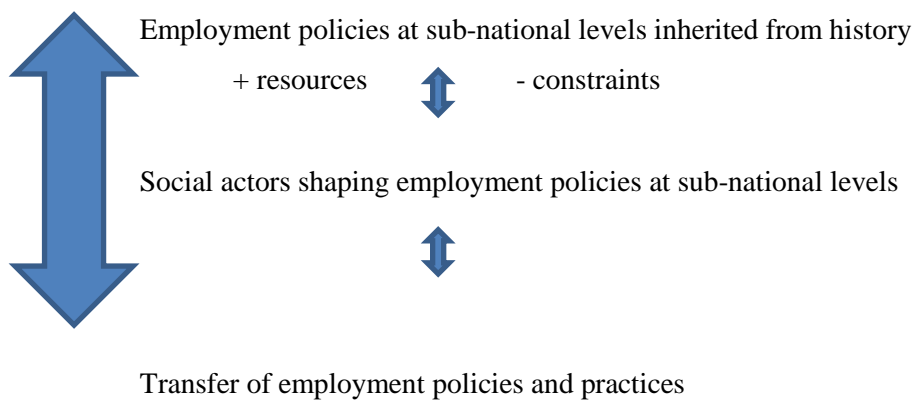 Employment policies at sub-national levels inherited from history
+ resources - constraints
Social actors shaping employment policies at sub-national levels
Transfer of employment policies and practices